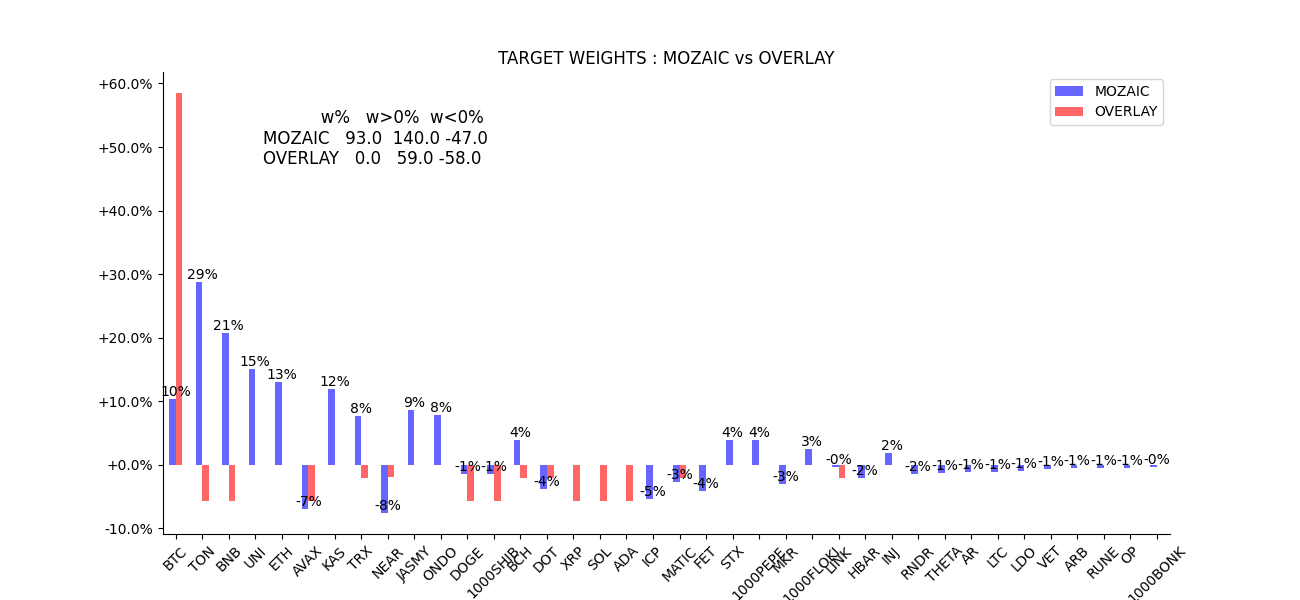 TARGET WEIGHTS : MOZAIC vs OVERLAY
+60.0%
+50.0%
+40.0%
+30.0%
+20.0%
+10.0%
+0.0%
-10.0%
w% w>0% w<0%
MOZAIC 93.0 140.0 -47.0
OVERLAY 0.0 59.0 -58.0
MOZAIC
OVERLAY
10%
29%
21%
15%
13%
-7%
12%
8%
-8%
9%
8%
-1%
-1%
4%
-4%
-5%
-3%
-4%
4%
4%
-3%
3%
-0%
-2%
2%
-2%
-1%
-1%
-1%
-1%
-1%
-1%
-1%
-1%
-0%
BTC
TON
BNB
UNI
ETH
AVAX
KAS
TRX
NEAR
JASMY
ONDO
DOGE
1000SHIB
BCH
DOT
XRP
SOL
ADA
ICP
MATIC
FET
STX
1000PEPE
MKR
1000FLOKI
LINK
HBAR
INJ
RNDR
THETA
AR
LTC
LDO
VET
ARB
RUNE
OP
1000BONK